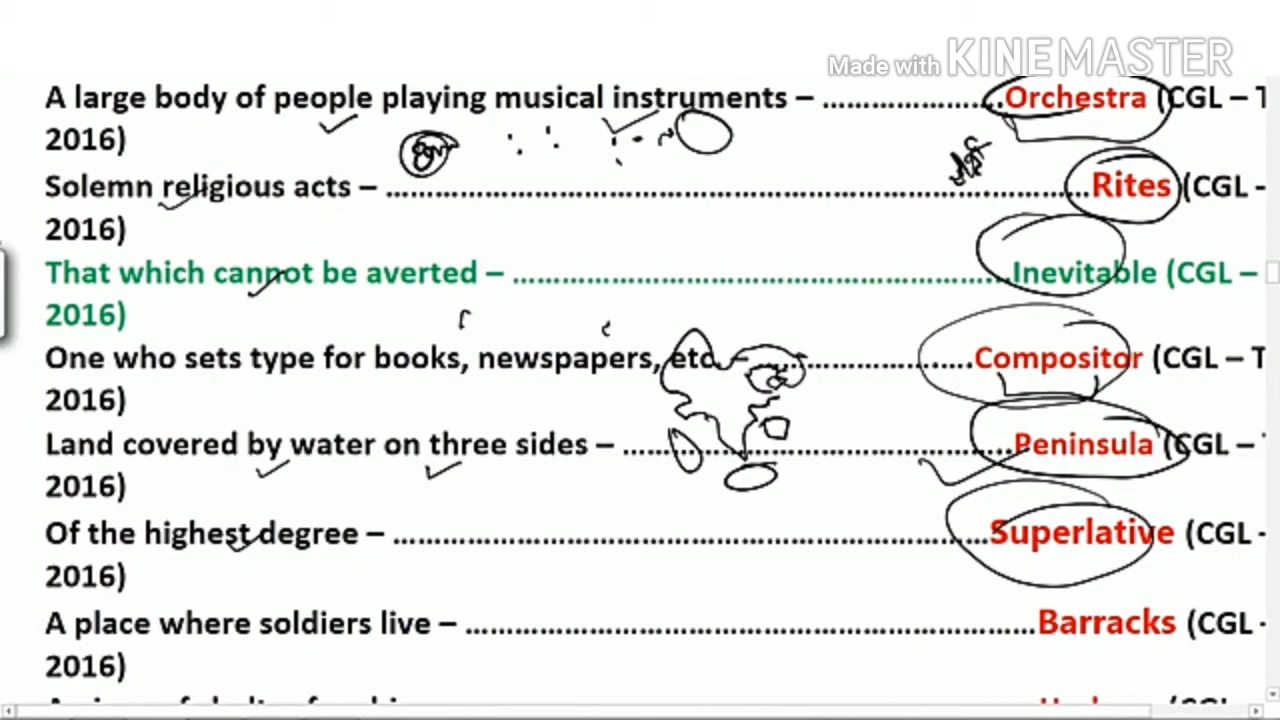 Made with KINEMASTER
A large body of people playing musical instruments – ........................Orchestra (CGL – T
2016)
Solemn religious acts – ................................................................................Rites (CGL –
2016)
That which cannot be averted – ........................................................Inevitable (CGL –
2016)
One who sets type for books, newspapers, etc. – ............................Compositor (CGL – T
2016)
Land covered by water on three sides – ............................................Peninsula (CGL – T
2016)
Of the highest degree – ....................................................................Superlative (CGL –
2016)
A place where soldiers live – ................................................................Barracks (CGL –
2016)